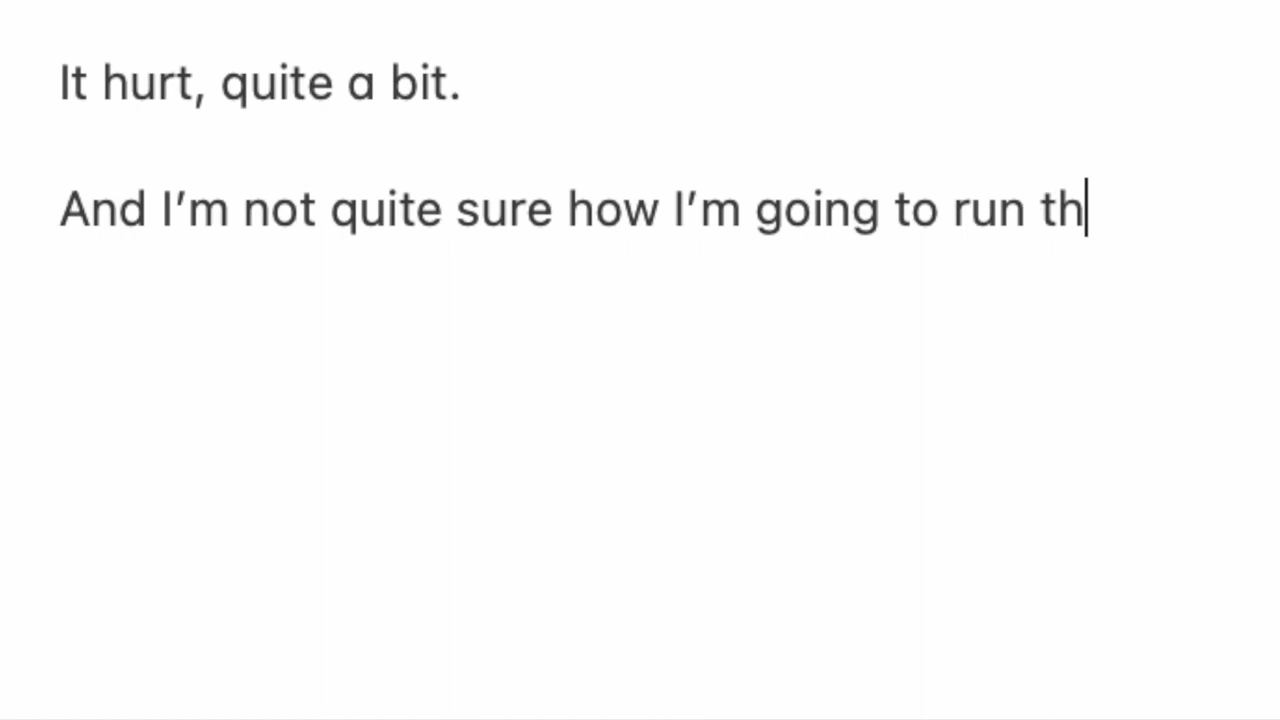 It hurt, quite a bit.
And I’m not quite sure how I’m going to run th